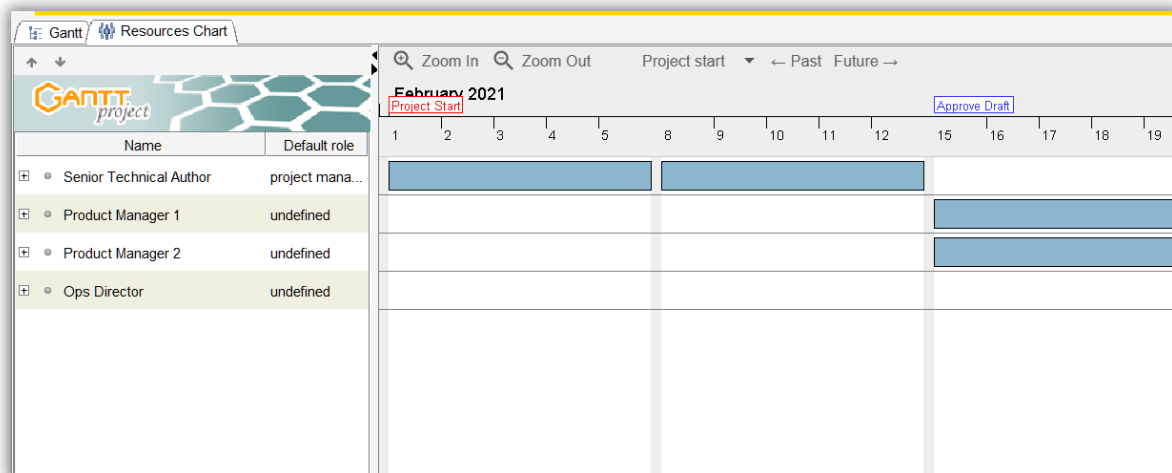 Gantt Resources Chart
Zoom In Zoom Out Project start ← Past Future →
GANTT
project
February 2021
Project Start Approve Draft
1 2 3 4 5 8 9 10 11 12 15 16 17 18 19
Name Default role
Senior Technical Author project mana...
Product Manager 1 undefined
Product Manager 2 undefined
Ops Director undefined